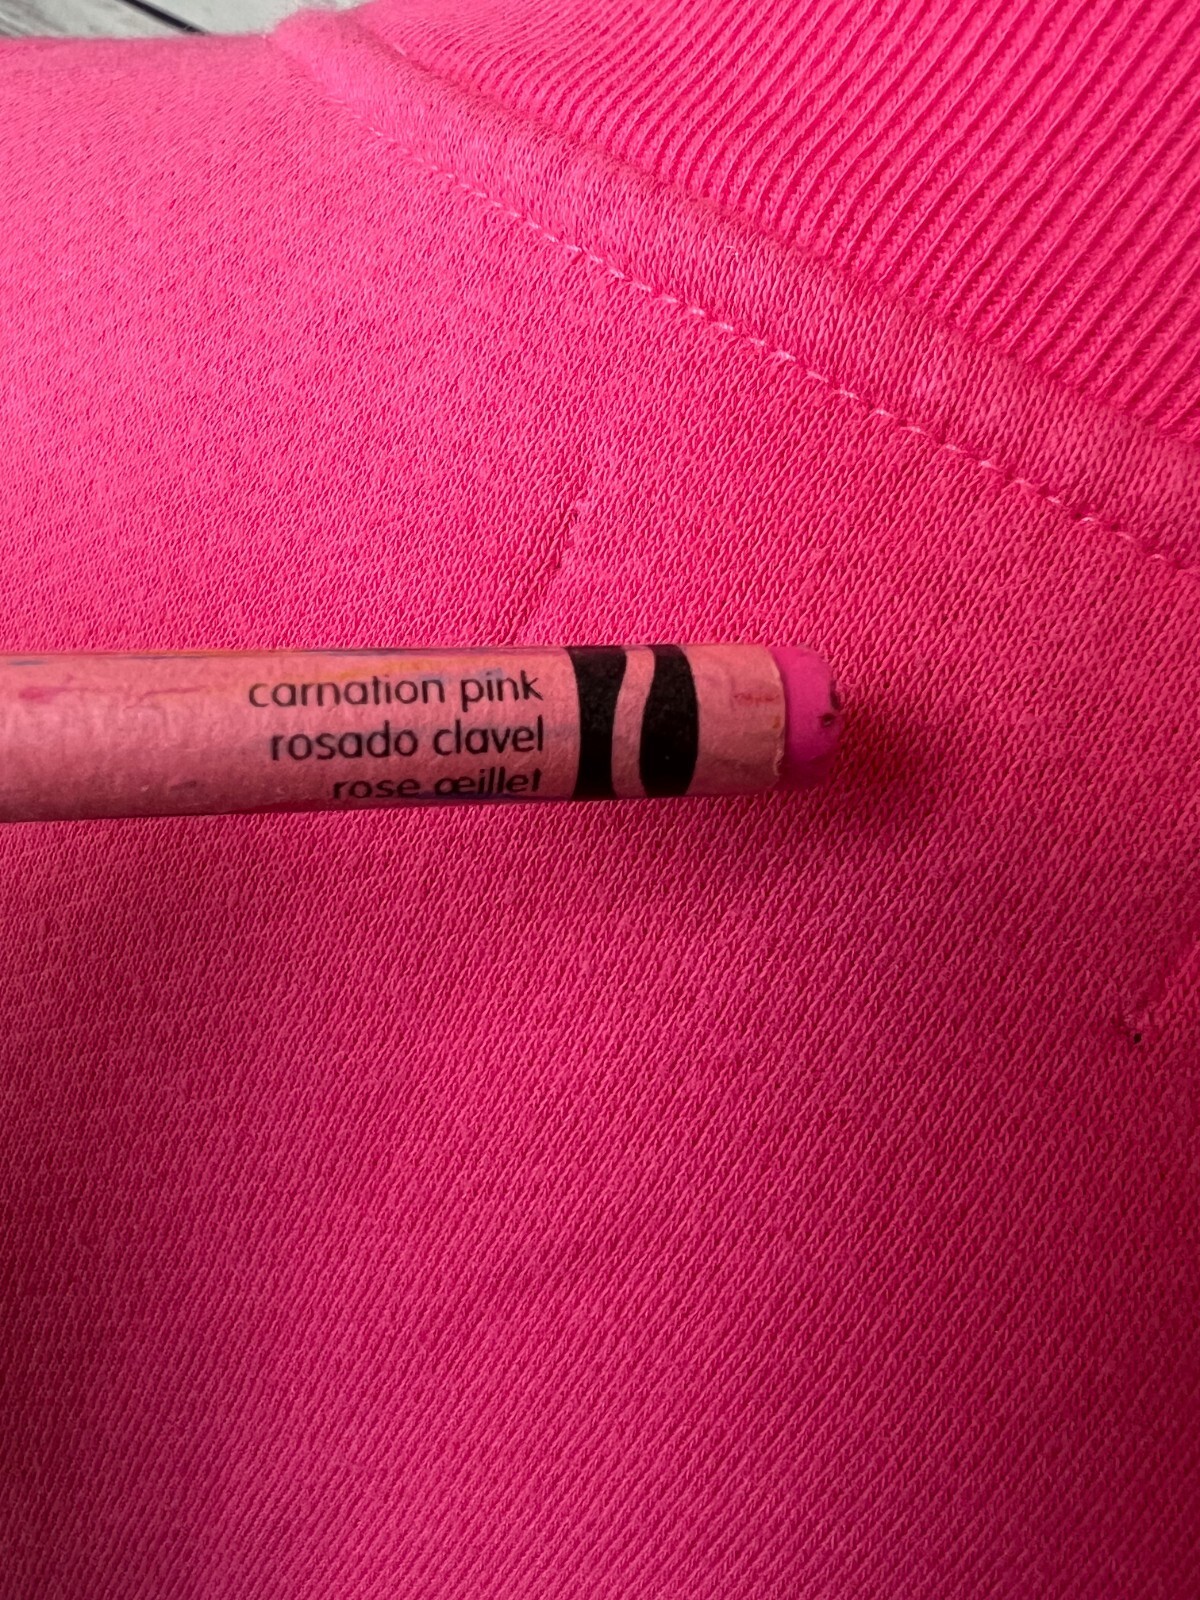 carnation pink
rosado clavel
rose œillet